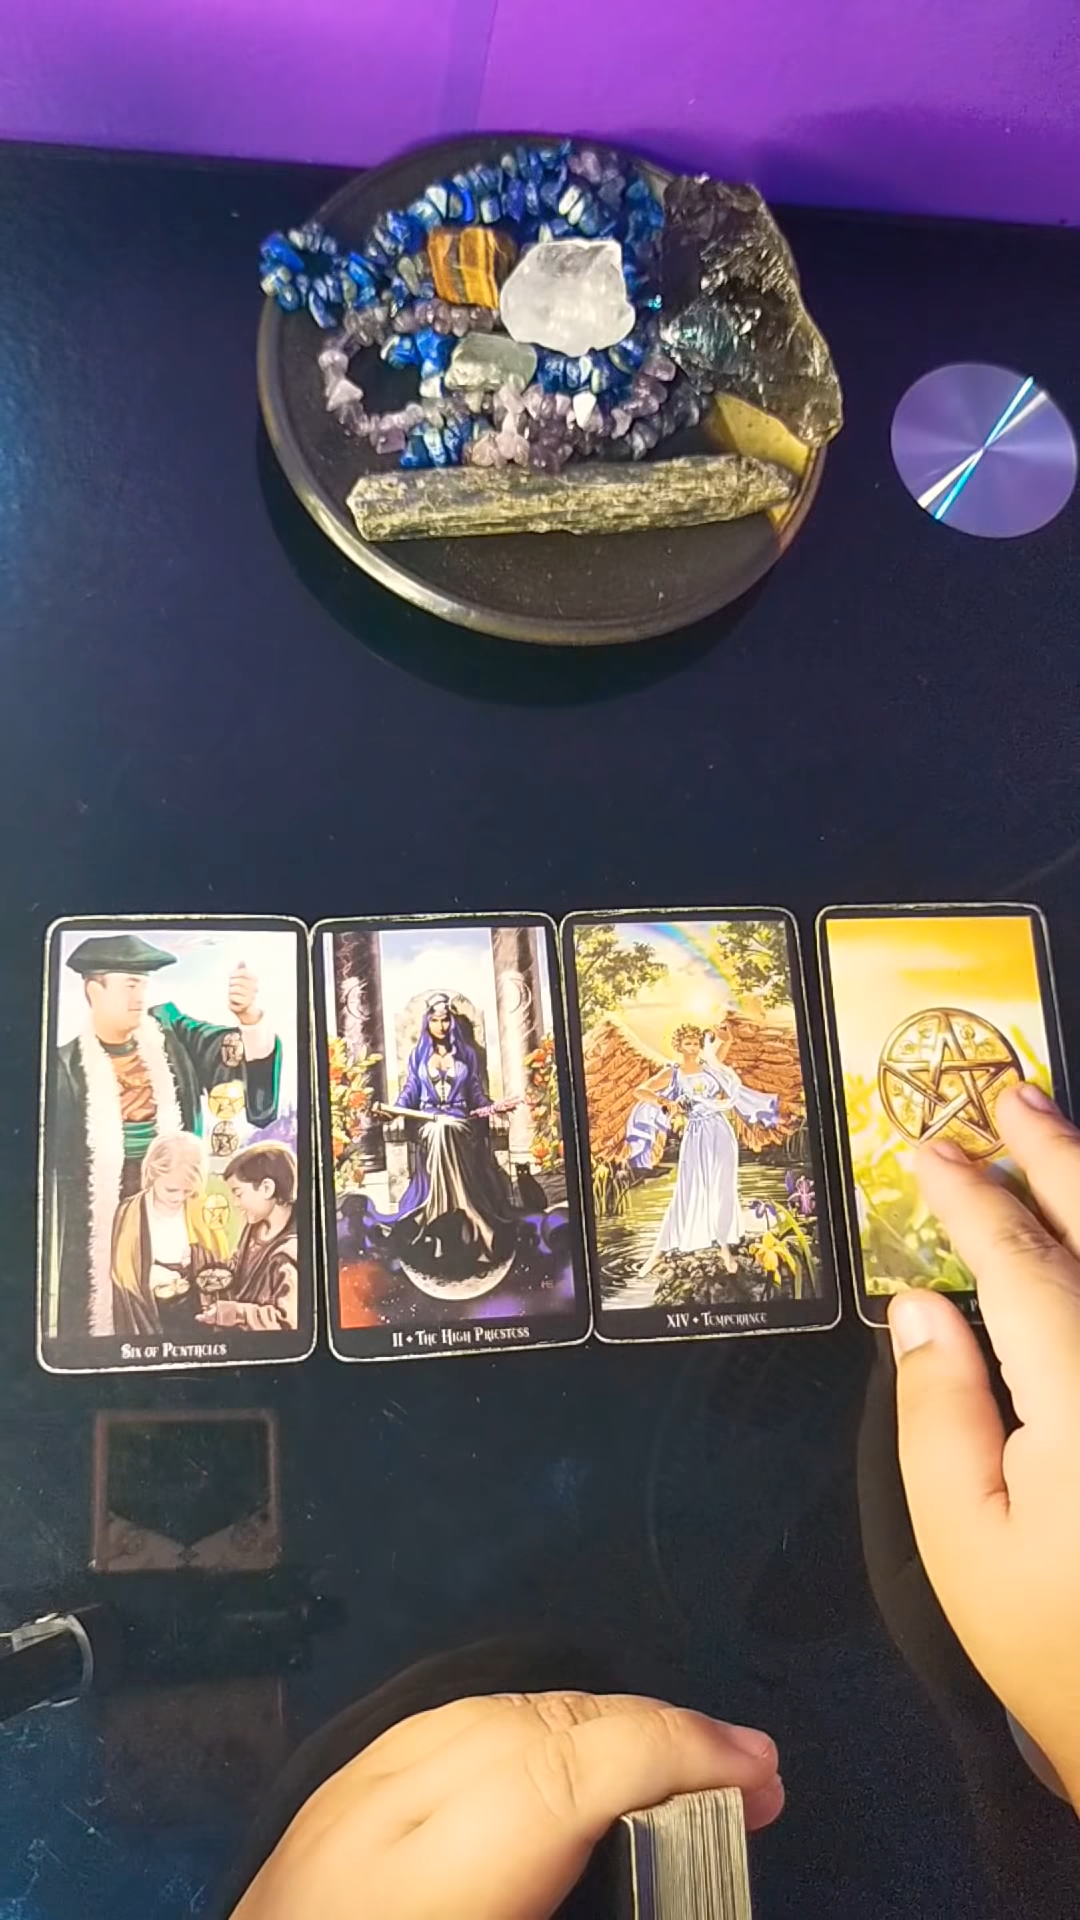 Six of Pentacles
II • The High Priestess
XIV • Temperance